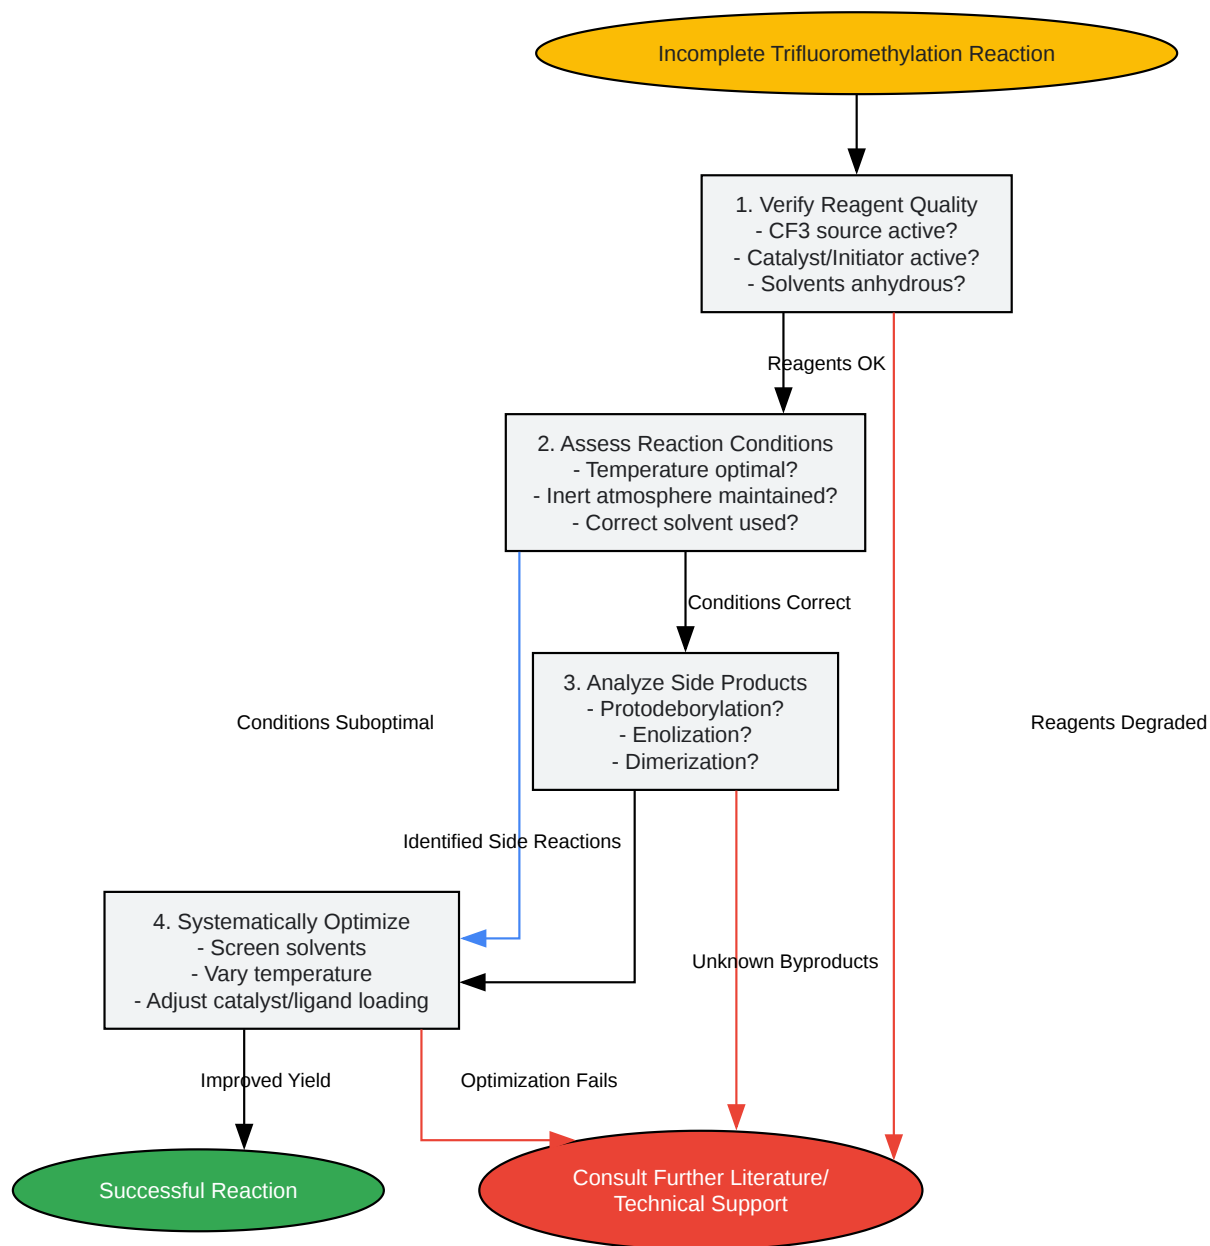 Incomplete Trifluoromethylation Reaction
1. Verify Reagent Quality
- CF3 source active?
- Catalyst/Initiator active?
- Solvents anhydrous?
Reagents OK
2. Assess Reaction Conditions
- Temperature optimal?
- Inert atmosphere maintained?
- Correct solvent used?
Conditions Correct
3. Analyze Side Products
- Protodeborylation?
- Enolization?
- Dimerization?
Conditions Suboptimal
Reagents Degraded
Identified Side Reactions
4. Systematically Optimize
- Screen solvents
- Vary temperature
- Adjust catalyst/ligand loading
Unknown Byproducts
Improved Yield
Optimization Fails
Successful Reaction
Consult Further Literature/
Technical Support